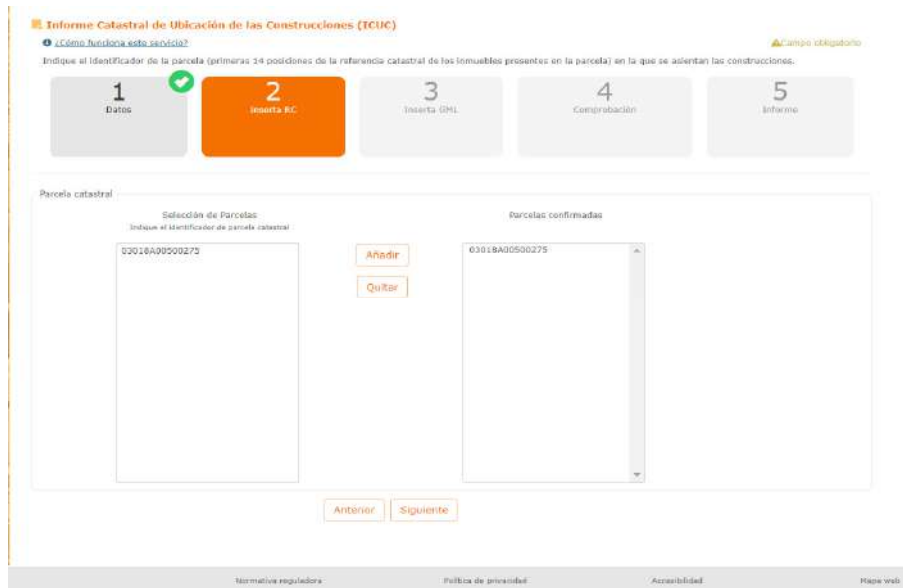 Informe Catastral de Ubicación de las Construcciones (ICUC)
¿Cómo funciona este servicio?
Campo obligatorio
Indique el identificador de la parcela (primeras 14 posiciones de la referencia catastral de los inmuebles presentes en la parcela) en la que se asientan las construcciones.
1
Datos
2
Inserta RC
3
Inserta GML
4
Comprobación
5
Informe
Parcela catastral
Selección de Parcelas
Indique el identificador de parcela catastral
Parcelas confirmadas
03018A00500275
Añadir
Quitar
03018A00500275
Anterior
Siguiente
Normativa reguladora
Política de privacidad
Accesibilidad
Mapa web